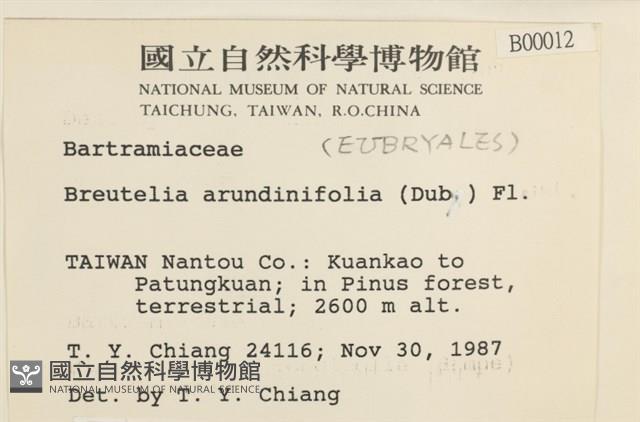 B00012
國立自然科學博物館
NATIONAL MUSEUM OF NATURAL SCIENCE
TAICHUNG, TAIWAN, R.O.CHINA
Bartramiaceae (EUBRYALES)
Breutelia arundinifolia (Dub.) Fl.
TAIWAN Nantou Co.: Kuankao to
Patungkuan; in Pinus forest,
terrestrial; 2600 m alt.
T. Y. Chiang 24116; Nov 30, 1987
國立自然科學博物館
NATIONAL MUSEUM OF NATURAL SCIENCE
Det. by T. Y. Chiang